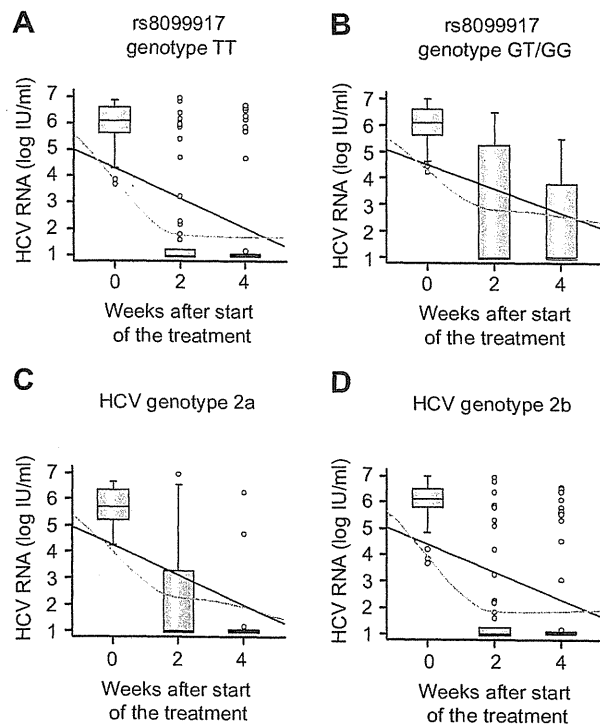 A
rs8099917
genotype TT
HCV RNA (log IU/ml)
7
6
5
4
3
2
1
0
2
4
Weeks after start
of the treatment
B
rs8099917
genotype GT/GG
HCV RNA (log IU/ml)
7
6
5
4
3
2
1
0
2
4
Weeks after start
of the treatment
C
HCV genotype 2a
HCV RNA (log IU/ml)
7
6
5
4
3
2
1
0
2
4
Weeks after start
of the treatment
D
HCV genotype 2b
HCV RNA (log IU/ml)
7
6
5
4
3
2
1
0
2
4
Weeks after start
of the treatment